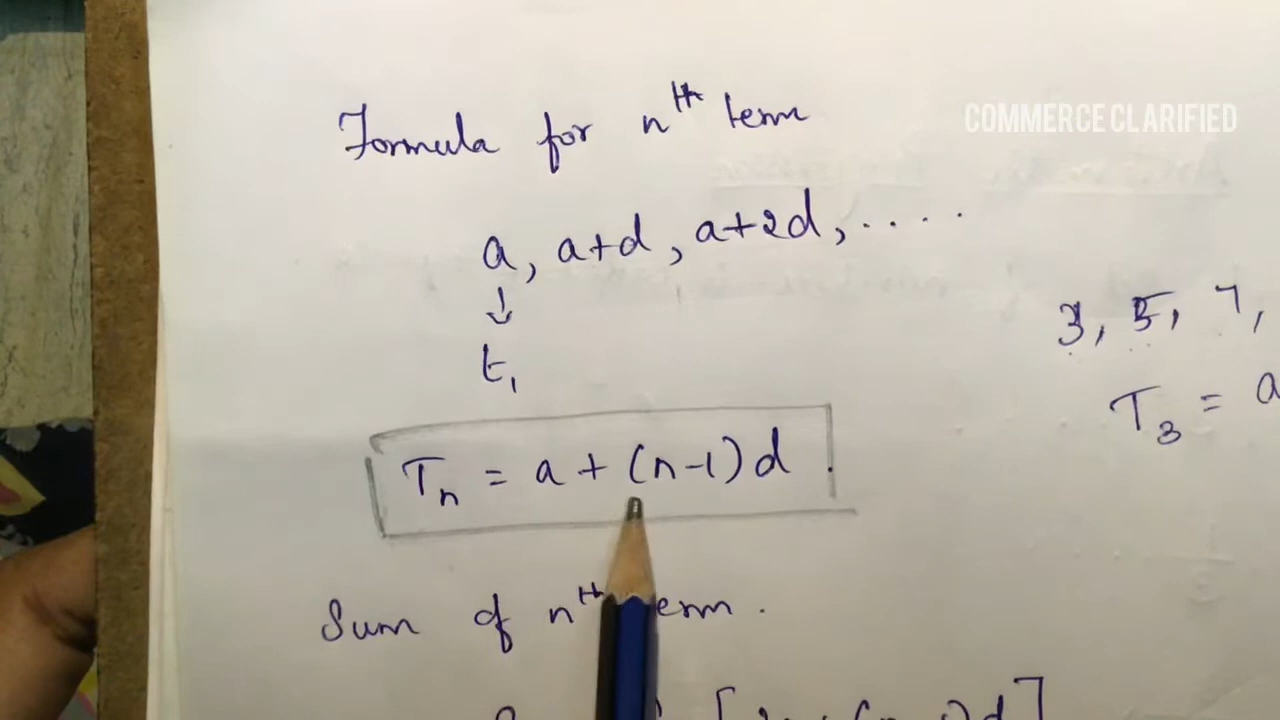 COMMERCE CLARIFIED
Formula for nᵗʰ term
a, a+d, a+2d, .....
↓
t₁
3, 5, 7,
T₃ = a
Tₙ = a + (n-1)d.
Sum of nᵗʰ term.
)d]